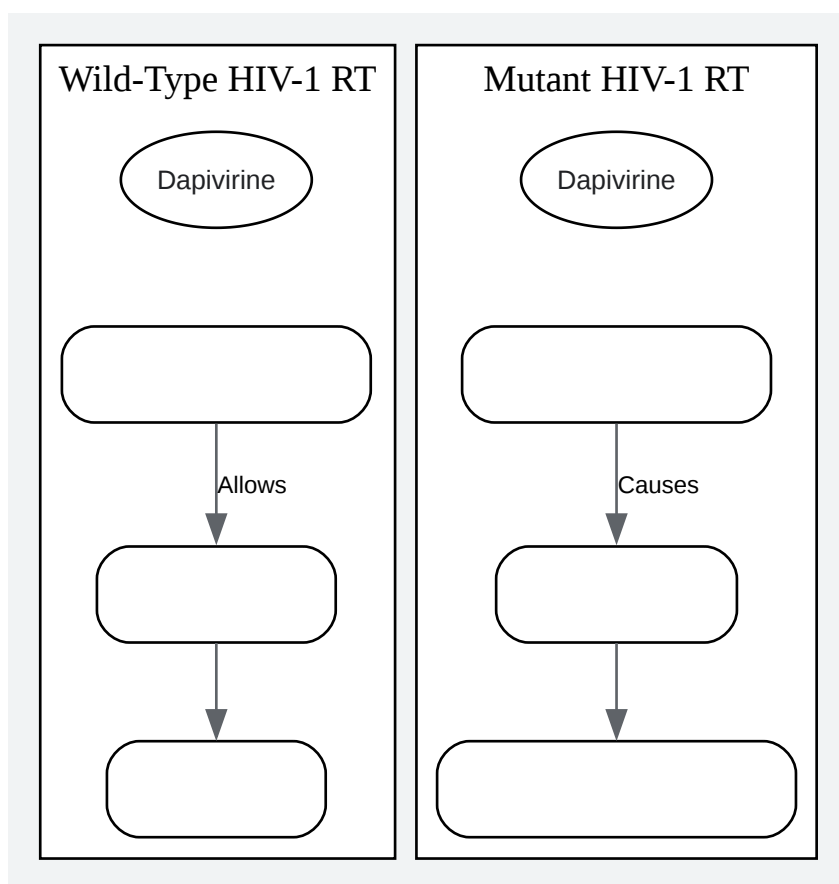 Wild-Type HIV-1 RT
Dapivirine
Allows
Mutant HIV-1 RT
Dapivirine
Causes